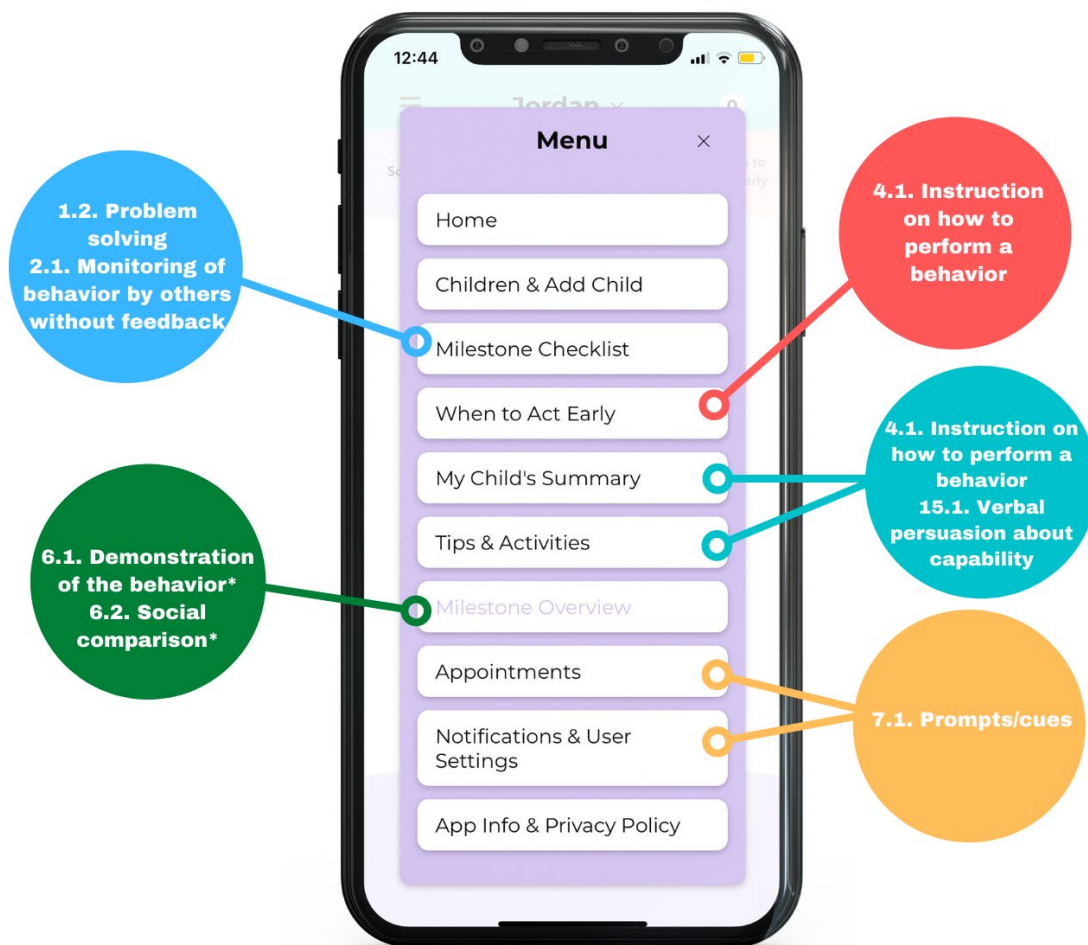 12:44
Jordan
Menu
Home
Children & Add Child
Milestone Checklist
When to Act Early
My Child's Summary
Tips & Activities
Milestone Overview
Appointments
Notifications & User
Settings
App Info & Privacy Policy
1.2. Problem
solving
2.1. Monitoring of
behavior by others
without feedback
6.1. Demonstration
of the behavior*
6.2. Social
comparison*
4.1. Instruction
on how to
perform a
behavior
4.1. Instruction on
how to perform a
behavior
15.1. Verbal
persuasion about
capability
7.1. Prompts/cues